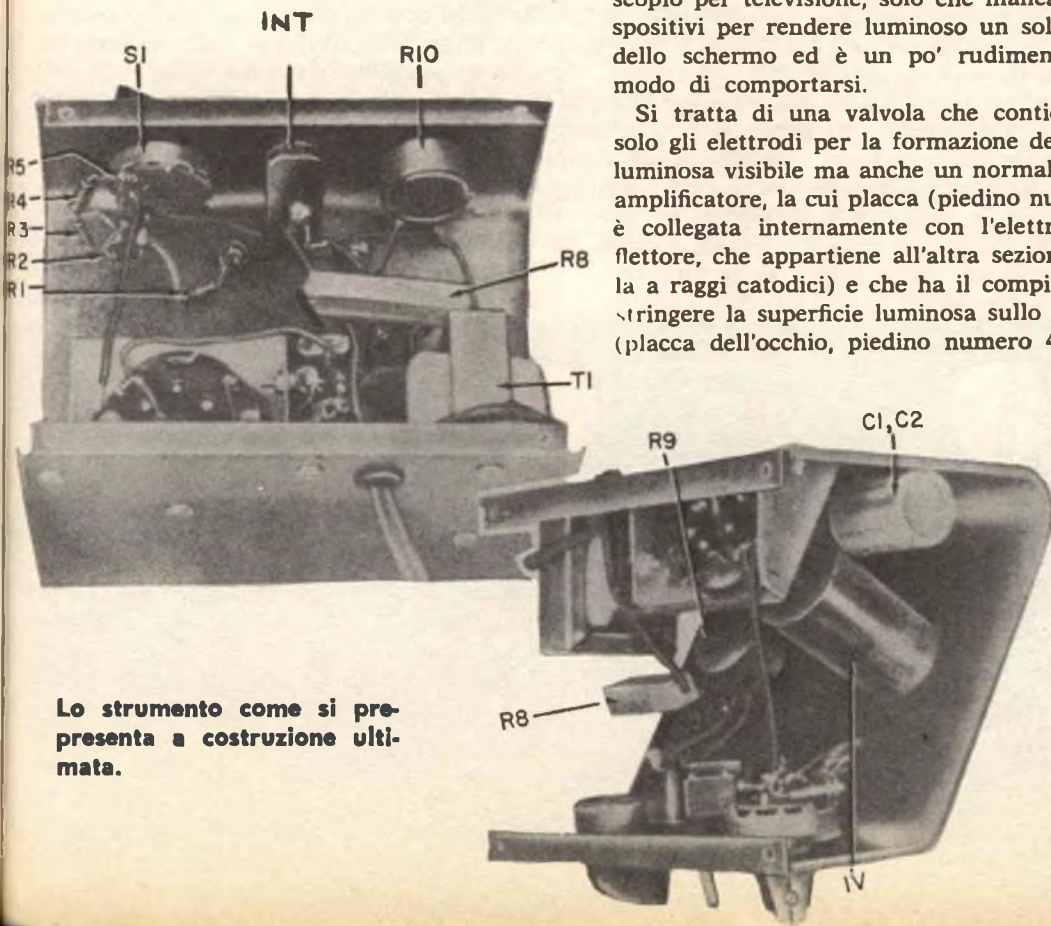 scopio per televisione, solo che manca
spositivi per rendere luminoso un sol
dello schermo ed è un po' rudimen
modo di comportarsi.
Si tratta di una valvola che conti
solo gli elettrodi per la formazione de
luminosa visibile ma anche un normal
amplificatore, la cui placca (piedino nu
è collegata internamente con l'elettr
flettore, che appartiene all'altra sezion
la a raggi catodici) e che ha il compi
stringere la superficie luminosa sullo
(placca dell'occhio, piedino numero 4
INT
S1
R10
R5
R4
R3
R2
R1
R8
T1
R9
C1,C2
R8
IV
Lo strumento come si pre-
presenta a costruzione ulti-
mata.